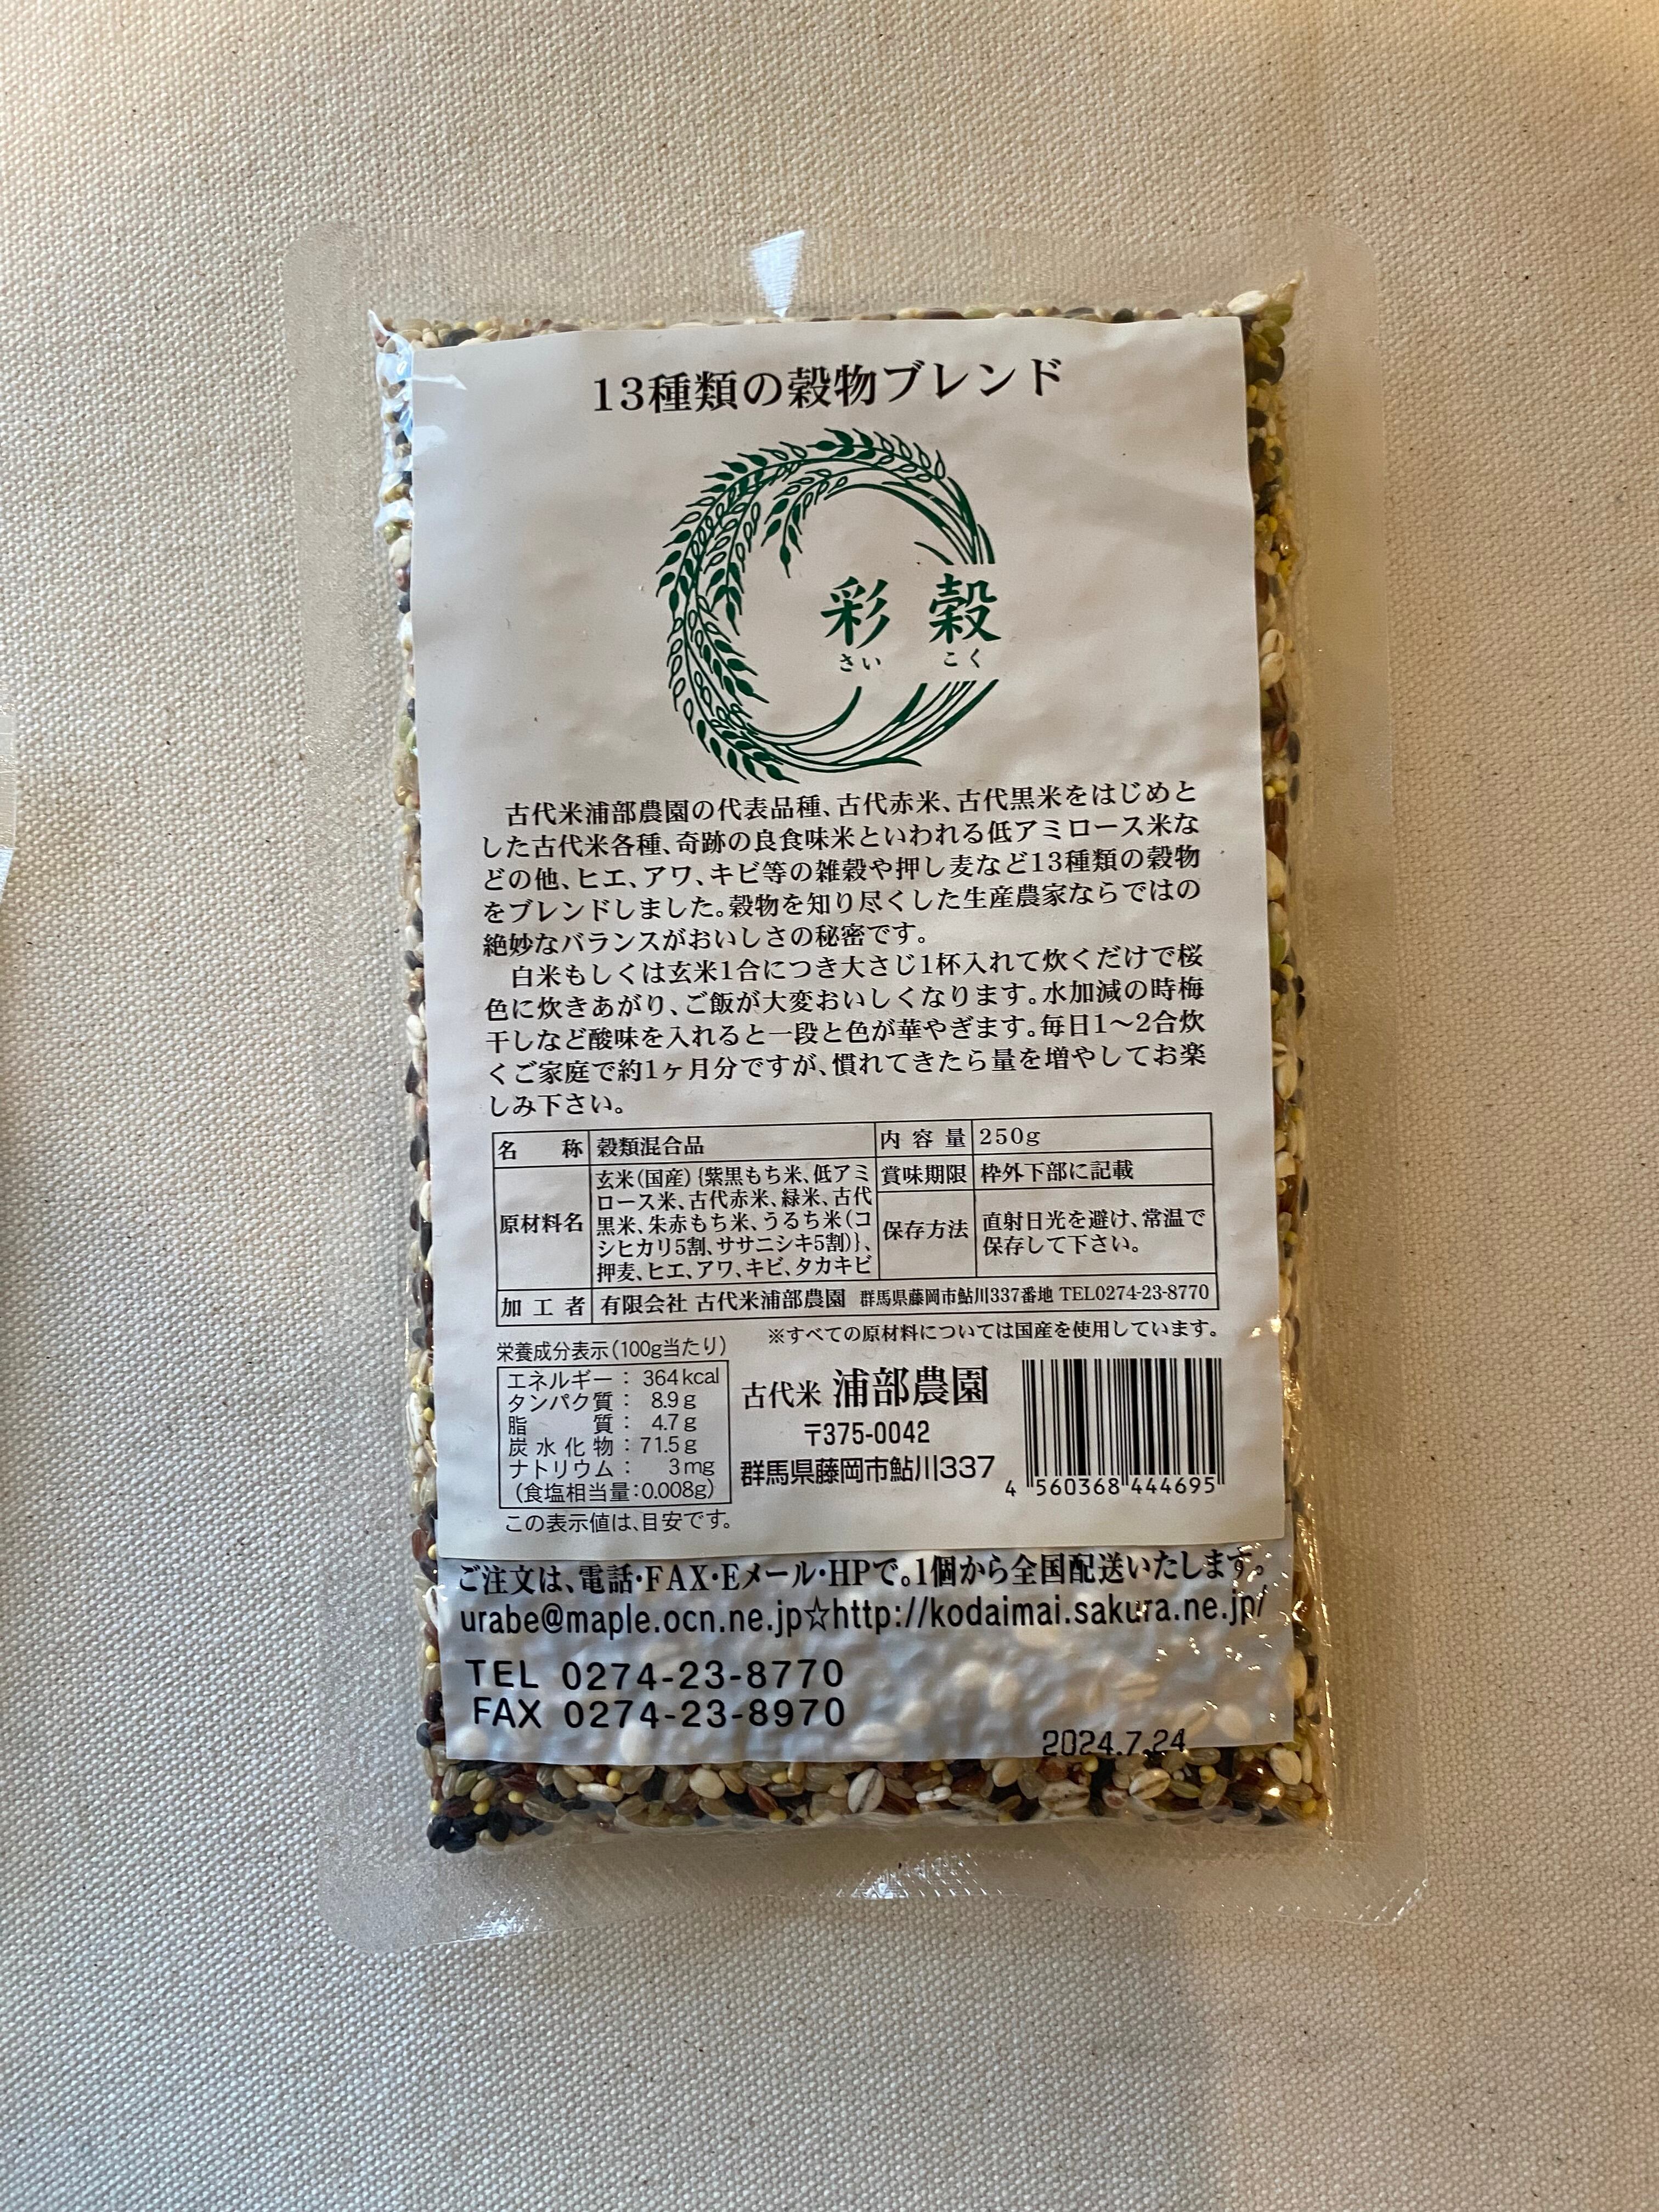 13種類の穀物ブレンド
彩穀
さい こく
古代米浦部農園の代表品種、古代赤米、古代黒米をはじめと
した古代米各種、奇跡の良食味米といわれる低アミロース米な
どの他、ヒエ、アワ、キビ等の雑穀や押し麦など13種類の穀物
をブレンドしました。穀物を知り尽くした生産農家ならではの
絶妙なバランスがおいしさの秘密です。
白米もしくは玄米1合につき大さじ1杯入れて炊くだけで桜
色に炊きあがり、ご飯が大変おいしくなります。水加減の時梅
干しなど酸味を入れると一段と色が華やぎます。毎日1〜2合炊
くご家庭で約1ヶ月分ですが、慣れてきたら量を増やしてお楽
しみ下さい。
名称 穀類混合品
原材料名 玄米(国産){紫黒もち米、低アミ
ロース米、古代赤米、緑米、古代
黒米、朱赤もち米、うるち米(コ
シヒカリ5割、ササニシキ5割)}、
押麦、ヒエ、アワ、キビ、タカキビ
内容量 250g
賞味期限 枠外下部に記載
保存方法 直射日光を避け、常温で
保存して下さい。
加工者 有限会社 古代米浦部農園 群馬県藤岡市鮎川337番地 TEL0274-23-8770
※すべての原材料については国産を使用しています。
栄養成分表示(100g当たり)
エネルギー: 364kcal
タンパク質: 8.9g
脂質: 4.7g
炭水化物: 71.5g
ナトリウム: 3mg
(食塩相当量:0.008g)
この表示値は、目安です。
古代米 浦部農園
〒375-0042
群馬県藤岡市鮎川337
4 560368 444695
ご注文は、電話・FAX・Eメール・HPで。1個から全国配送いたします。
urabe@maple.ocn.ne.jp☆http://kodaimai.sakura.ne.jp/
TEL 0274-23-8770
FAX 0274-23-8970
2024.7.24